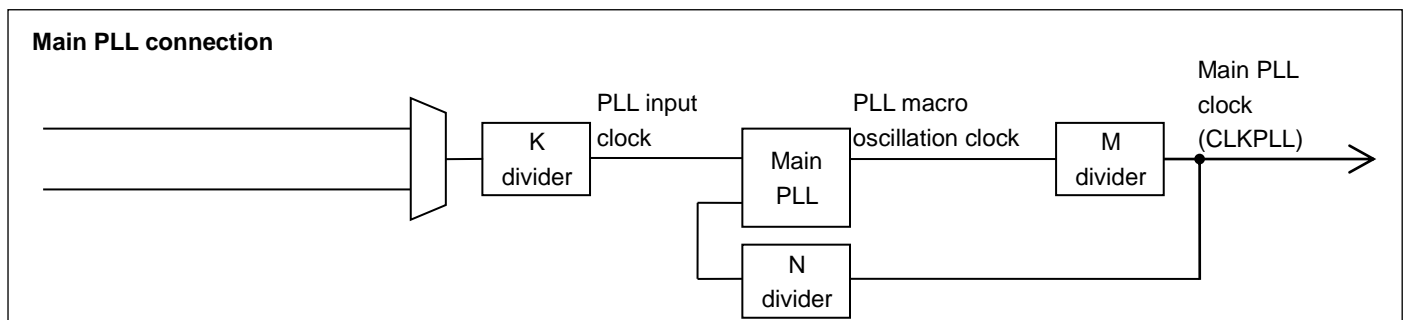 Main PLL connection
Main PLL
clock
(CLKPLL)
PLL input
clock
PLL macro
oscillation clock
K
divider
Main
PLL
M
divider
N
divider